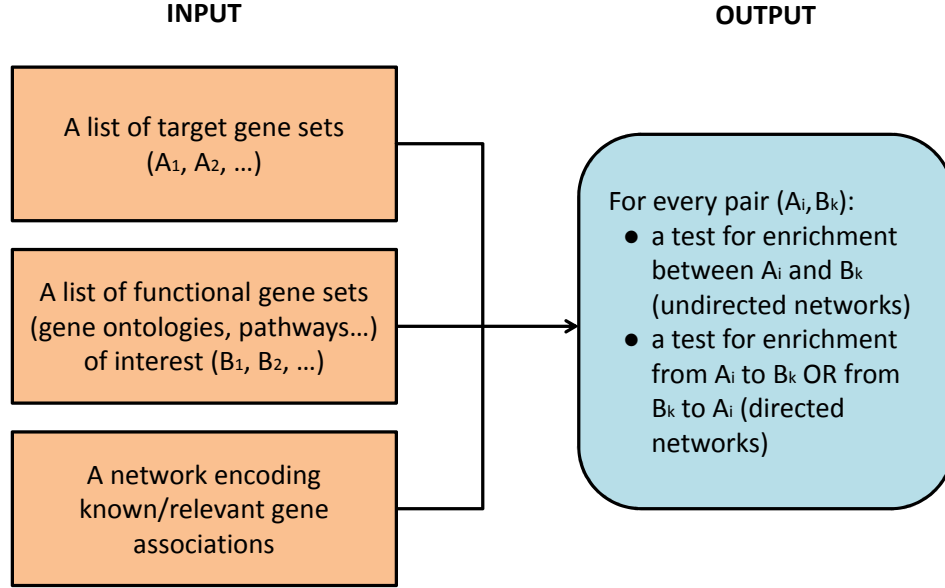 INPUT
OUTPUT
A list of target gene sets
(A₁, A₂, ...)
A list of functional gene sets
(gene ontologies, pathways...)
of interest (B₁, B₂, ...)
A network encoding
known/relevant gene
associations
For every pair (Aᵢ, Bₖ):
● a test for enrichment
between Aᵢ and Bₖ
(undirected networks)
● a test for enrichment
from Aᵢ to Bₖ OR from
Bₖ to Aᵢ (directed
networks)